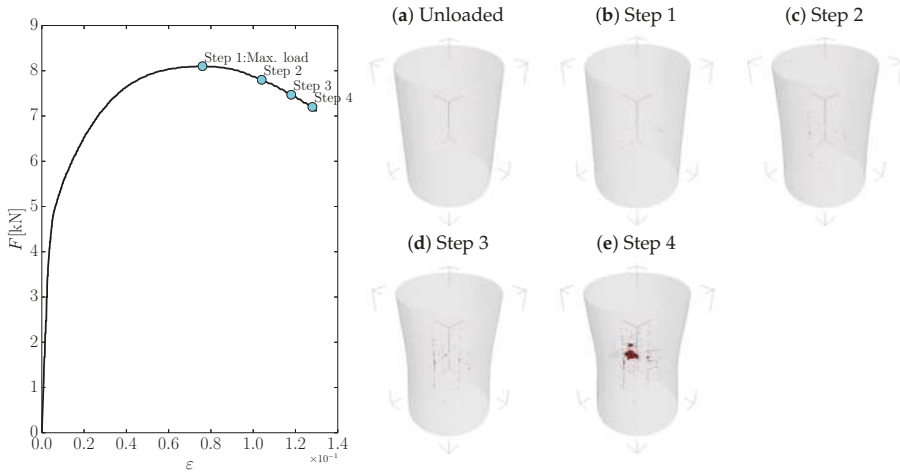 (a) Unloaded
(b) Step 1
(c) Step 2
9
8
7
6
5
4
3
2
1
0
F[kN]
Step 1:Max. load
Step 2
Step 3
Step 4
0.0 0.2 0.4 0.6 0.8 1.0 1.2 1.4
×10⁻¹
ε
(d) Step 3
(e) Step 4